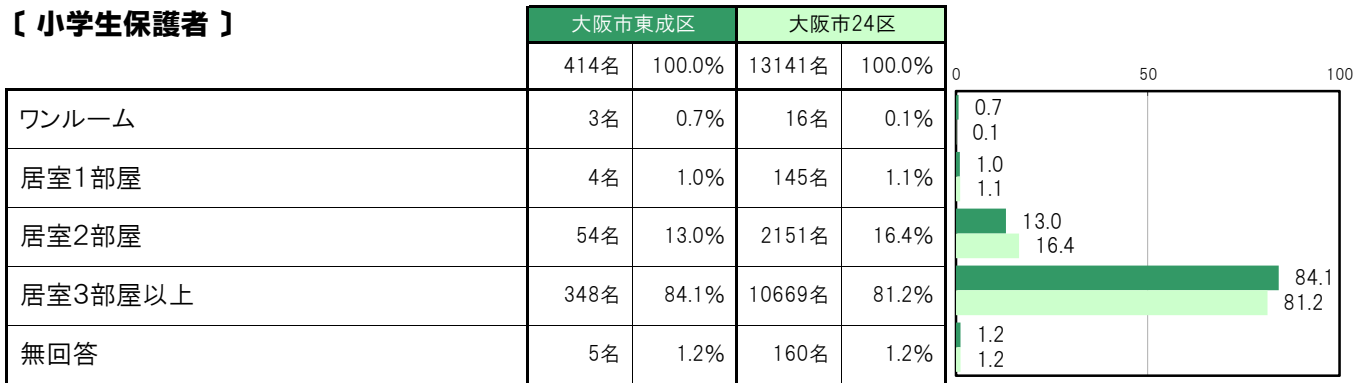 〔 小学生保護者 〕
大阪市東成区 大阪市24区
414名 100.0% 13141名 100.0%
0 50 100
ワンルーム 3名 0.7% 16名 0.1%
0.7
0.1
居室1部屋 4名 1.0% 145名 1.1%
1.0
1.1
居室2部屋 54名 13.0% 2151名 16.4%
13.0
16.4
居室3部屋以上 348名 84.1% 10669名 81.2%
84.1
81.2
無回答 5名 1.2% 160名 1.2%
1.2
1.2